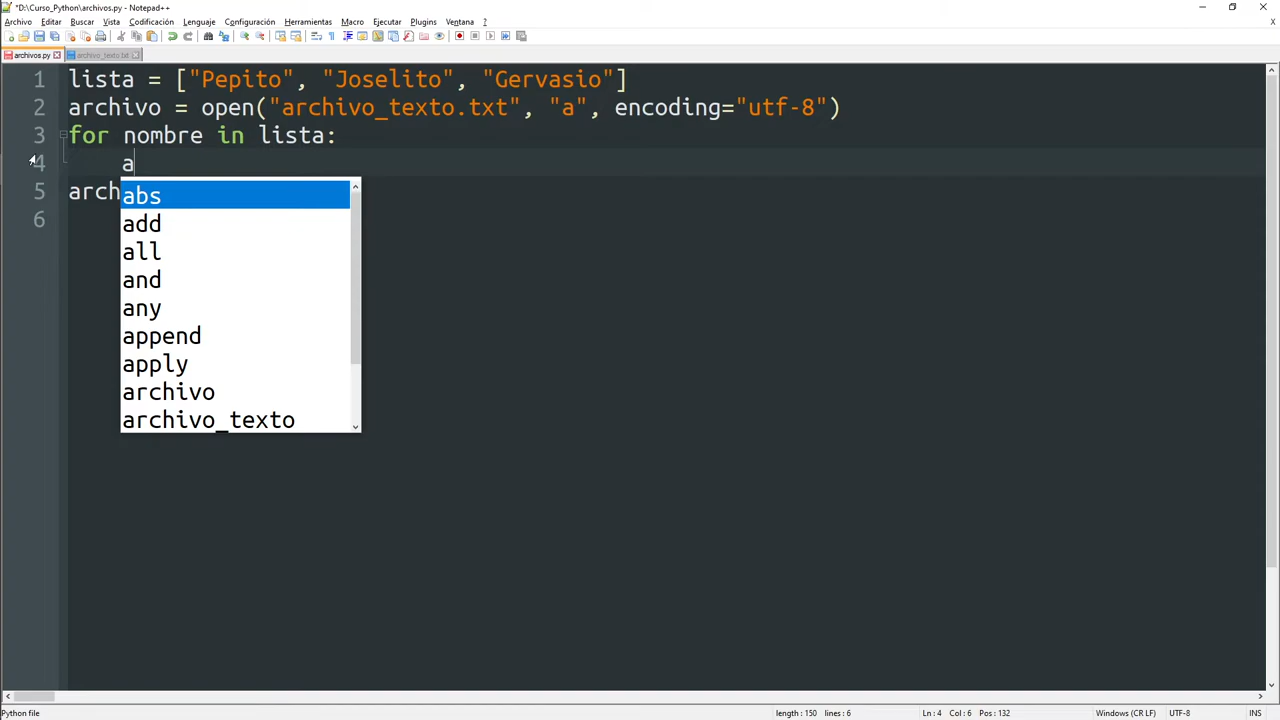 *D:\Curso_Python\archivos.py - Notepad++
Archivo Editar Buscar Vista Codificación Lenguaje Configuración Herramientas Macro Ejecutar Plugins Ventana ?
archivos.py archivo_texto.txt
1 lista = ["Pepito", "Joselito", "Gervasio"]
2 archivo = open("archivo_texto.txt", "a", encoding="utf-8")
3 for nombre in lista:
4 a
5 arch
abs
6
add
all
and
any
append
apply
archivo
archivo_texto
Python file length : 150 lines : 6 Ln : 4 Col : 6 Pos : 132 Windows (CR LF) UTF-8 INS